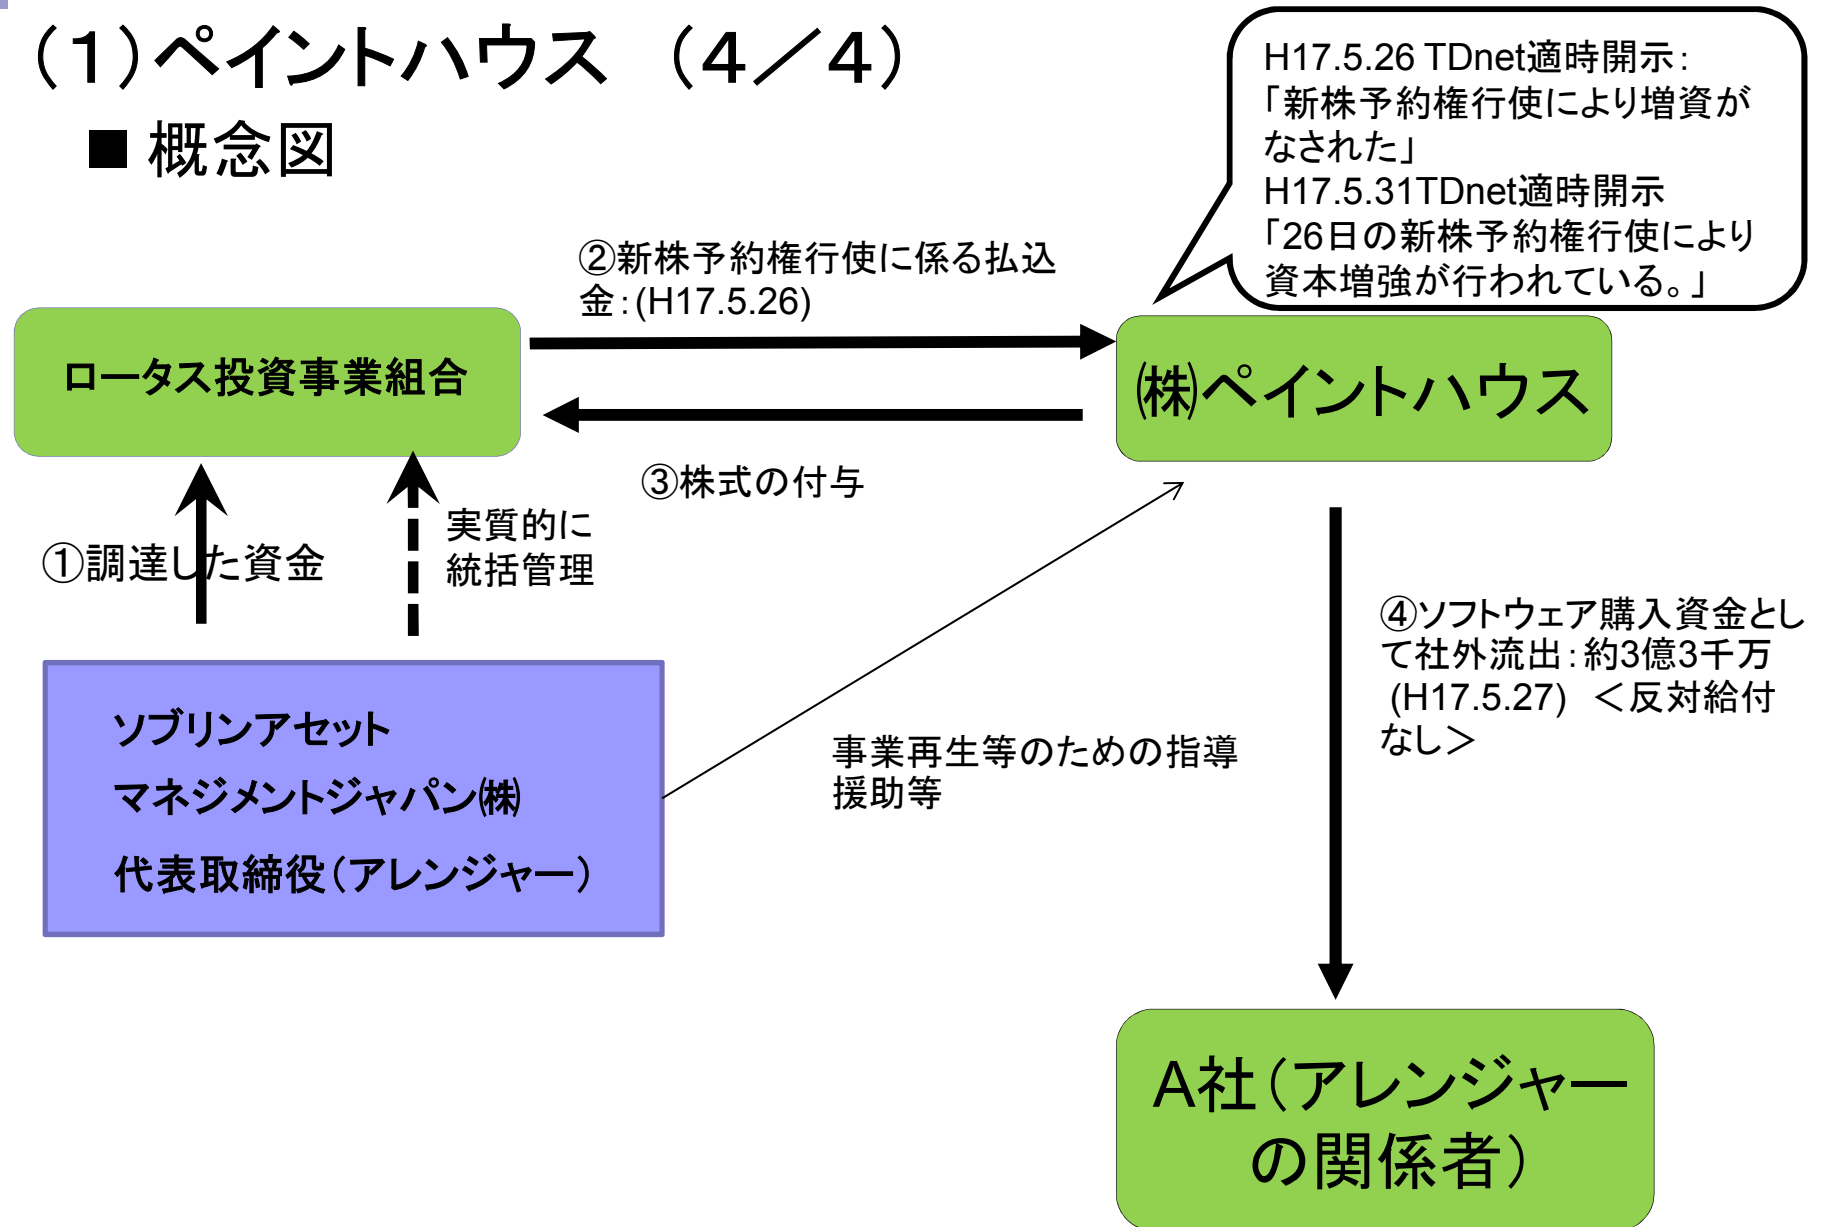 （１）ペイントハウス （４／４）
■ 概念図
H17.5.26 TDnet適時開示：
「新株予約権行使により増資が
なされた」
H17.5.31TDnet適時開示
「26日の新株予約権行使により
資本増強が行われている。」
②新株予約権行使に係る払込
金：(H17.5.26)
ロータス投資事業組合
㈱ペイントハウス
③株式の付与
①調達した資金
実質的に
統括管理
④ソフトウェア購入資金とし
て社外流出：約3億3千万
(H17.5.27) ＜反対給付
なし＞
ソブリンアセット
マネジメントジャパン㈱
代表取締役（アレンジャー）
事業再生等のための指導
援助等
A社（アレンジャー
の関係者）